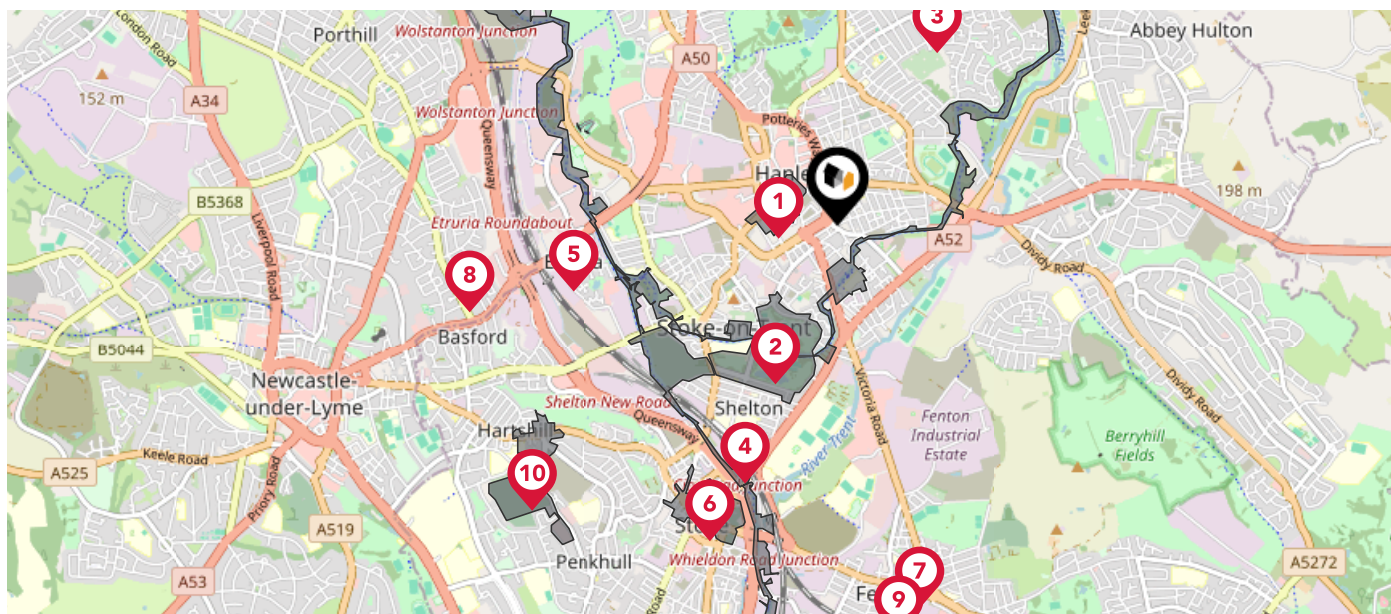 Porthill
Wolstanton Junction
3
Abbey Hulton
London Road
A50
152 m
A34
Wolstanton Junction
Queensway
Potteries
198 m
B5368
1
Liverpool Road
Etruria Roundabout
A52
5
8
Dividy Road
Basford
Stoke-on-Trent
2
B5044
Newcastle-
under-Lyme
Shelton New Road
Shelton
Queensway
Victoria Road
Dividy Road
Fenton
Industrial
Estate
Berryhill
Fields
Keele Road
A525
4
River Trent
10
Priory Road
6
A519
Penkhull
Whieldon Road Junction
A5272
A53
7
9
Road